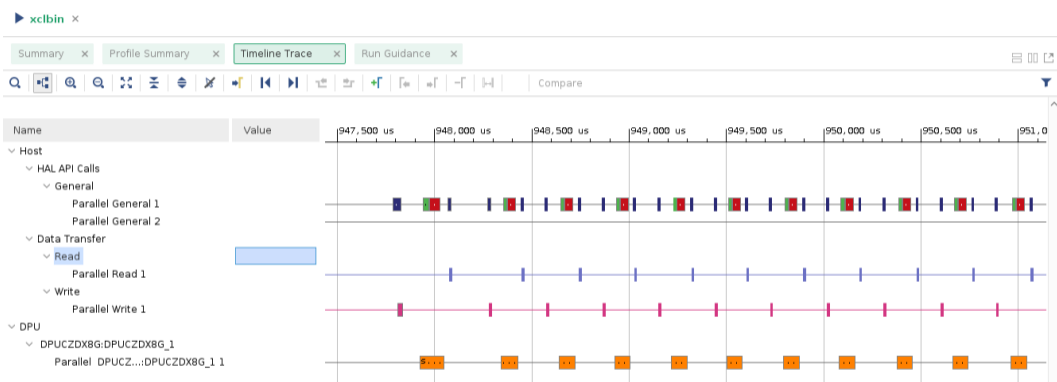 xclbin ×
Summary × Profile Summary × Timeline Trace × Run Guidance ×
Compare
Name Value 947,500 us 948,000 us 948,500 us 949,000 us 949,500 us 950,000 us 950,500 us 951,0
Host
HAL API Calls
General
Parallel General 1
Parallel General 2
Data Transfer
Read
Parallel Read 1
Write
Parallel Write 1
DPU
DPUCZDX8G:DPUCZDX8G_1
Parallel DPUCZ...:DPUCZDX8G_1 1